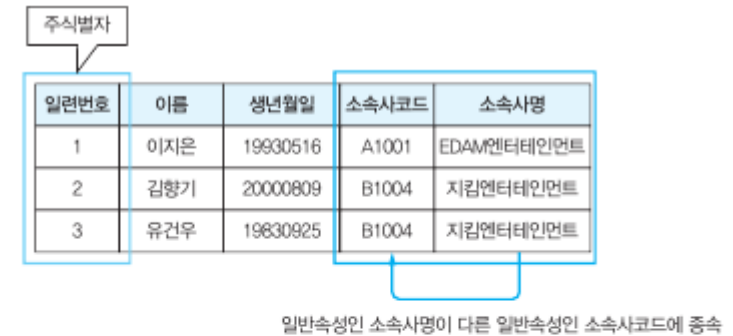 주식별자
일련번호 이름 생년월일 소속사코드 소속사명
1 이지은 19930516 A1001 EDAM엔터테인먼트
2 김향기 20000809 B1004 지킴엔터테인먼트
3 유건우 19830925 B1004 지킴엔터테인먼트
일반속성인 소속사명이 다른 일반속성인 소속사코드에 종속